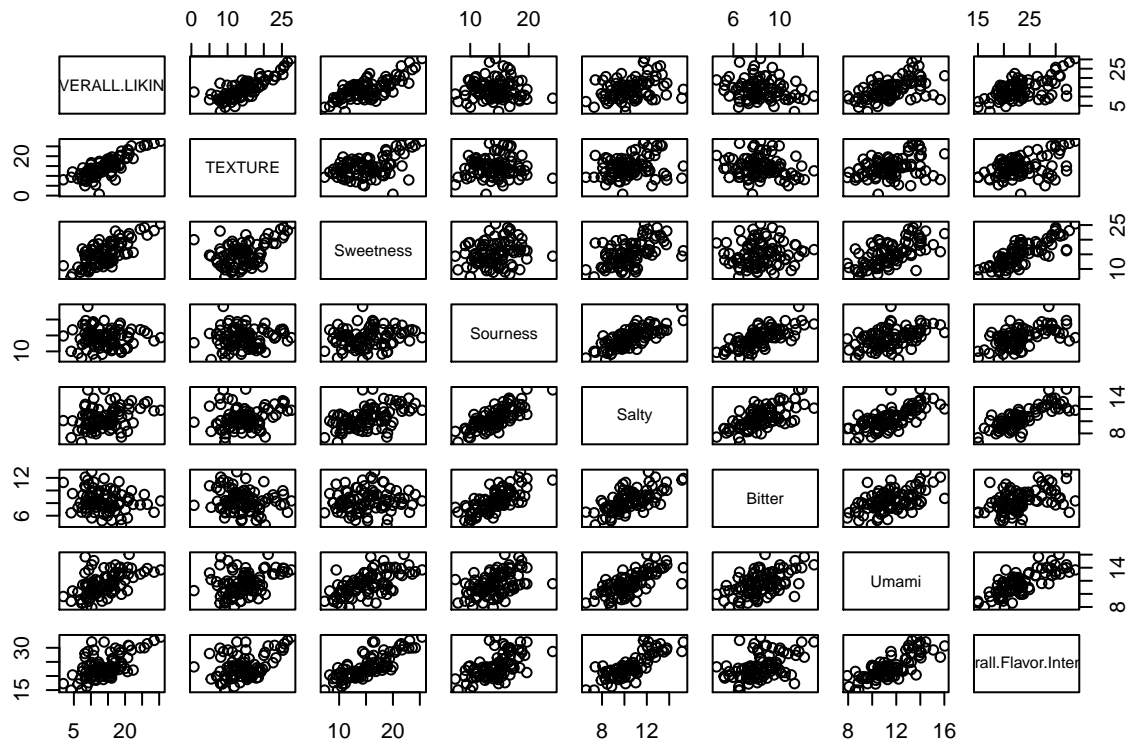 0 10 25 10 20 6 10 15 25
VERALL.LIKIN 5 25
0 20 TEXTURE
Sweetness 10 25
10 Sourness
Salty 8 14
6 12 Bitter
Umami 8 14
15 30 rall.Flavor.Inter
5 20 10 20 8 12 8 12 16